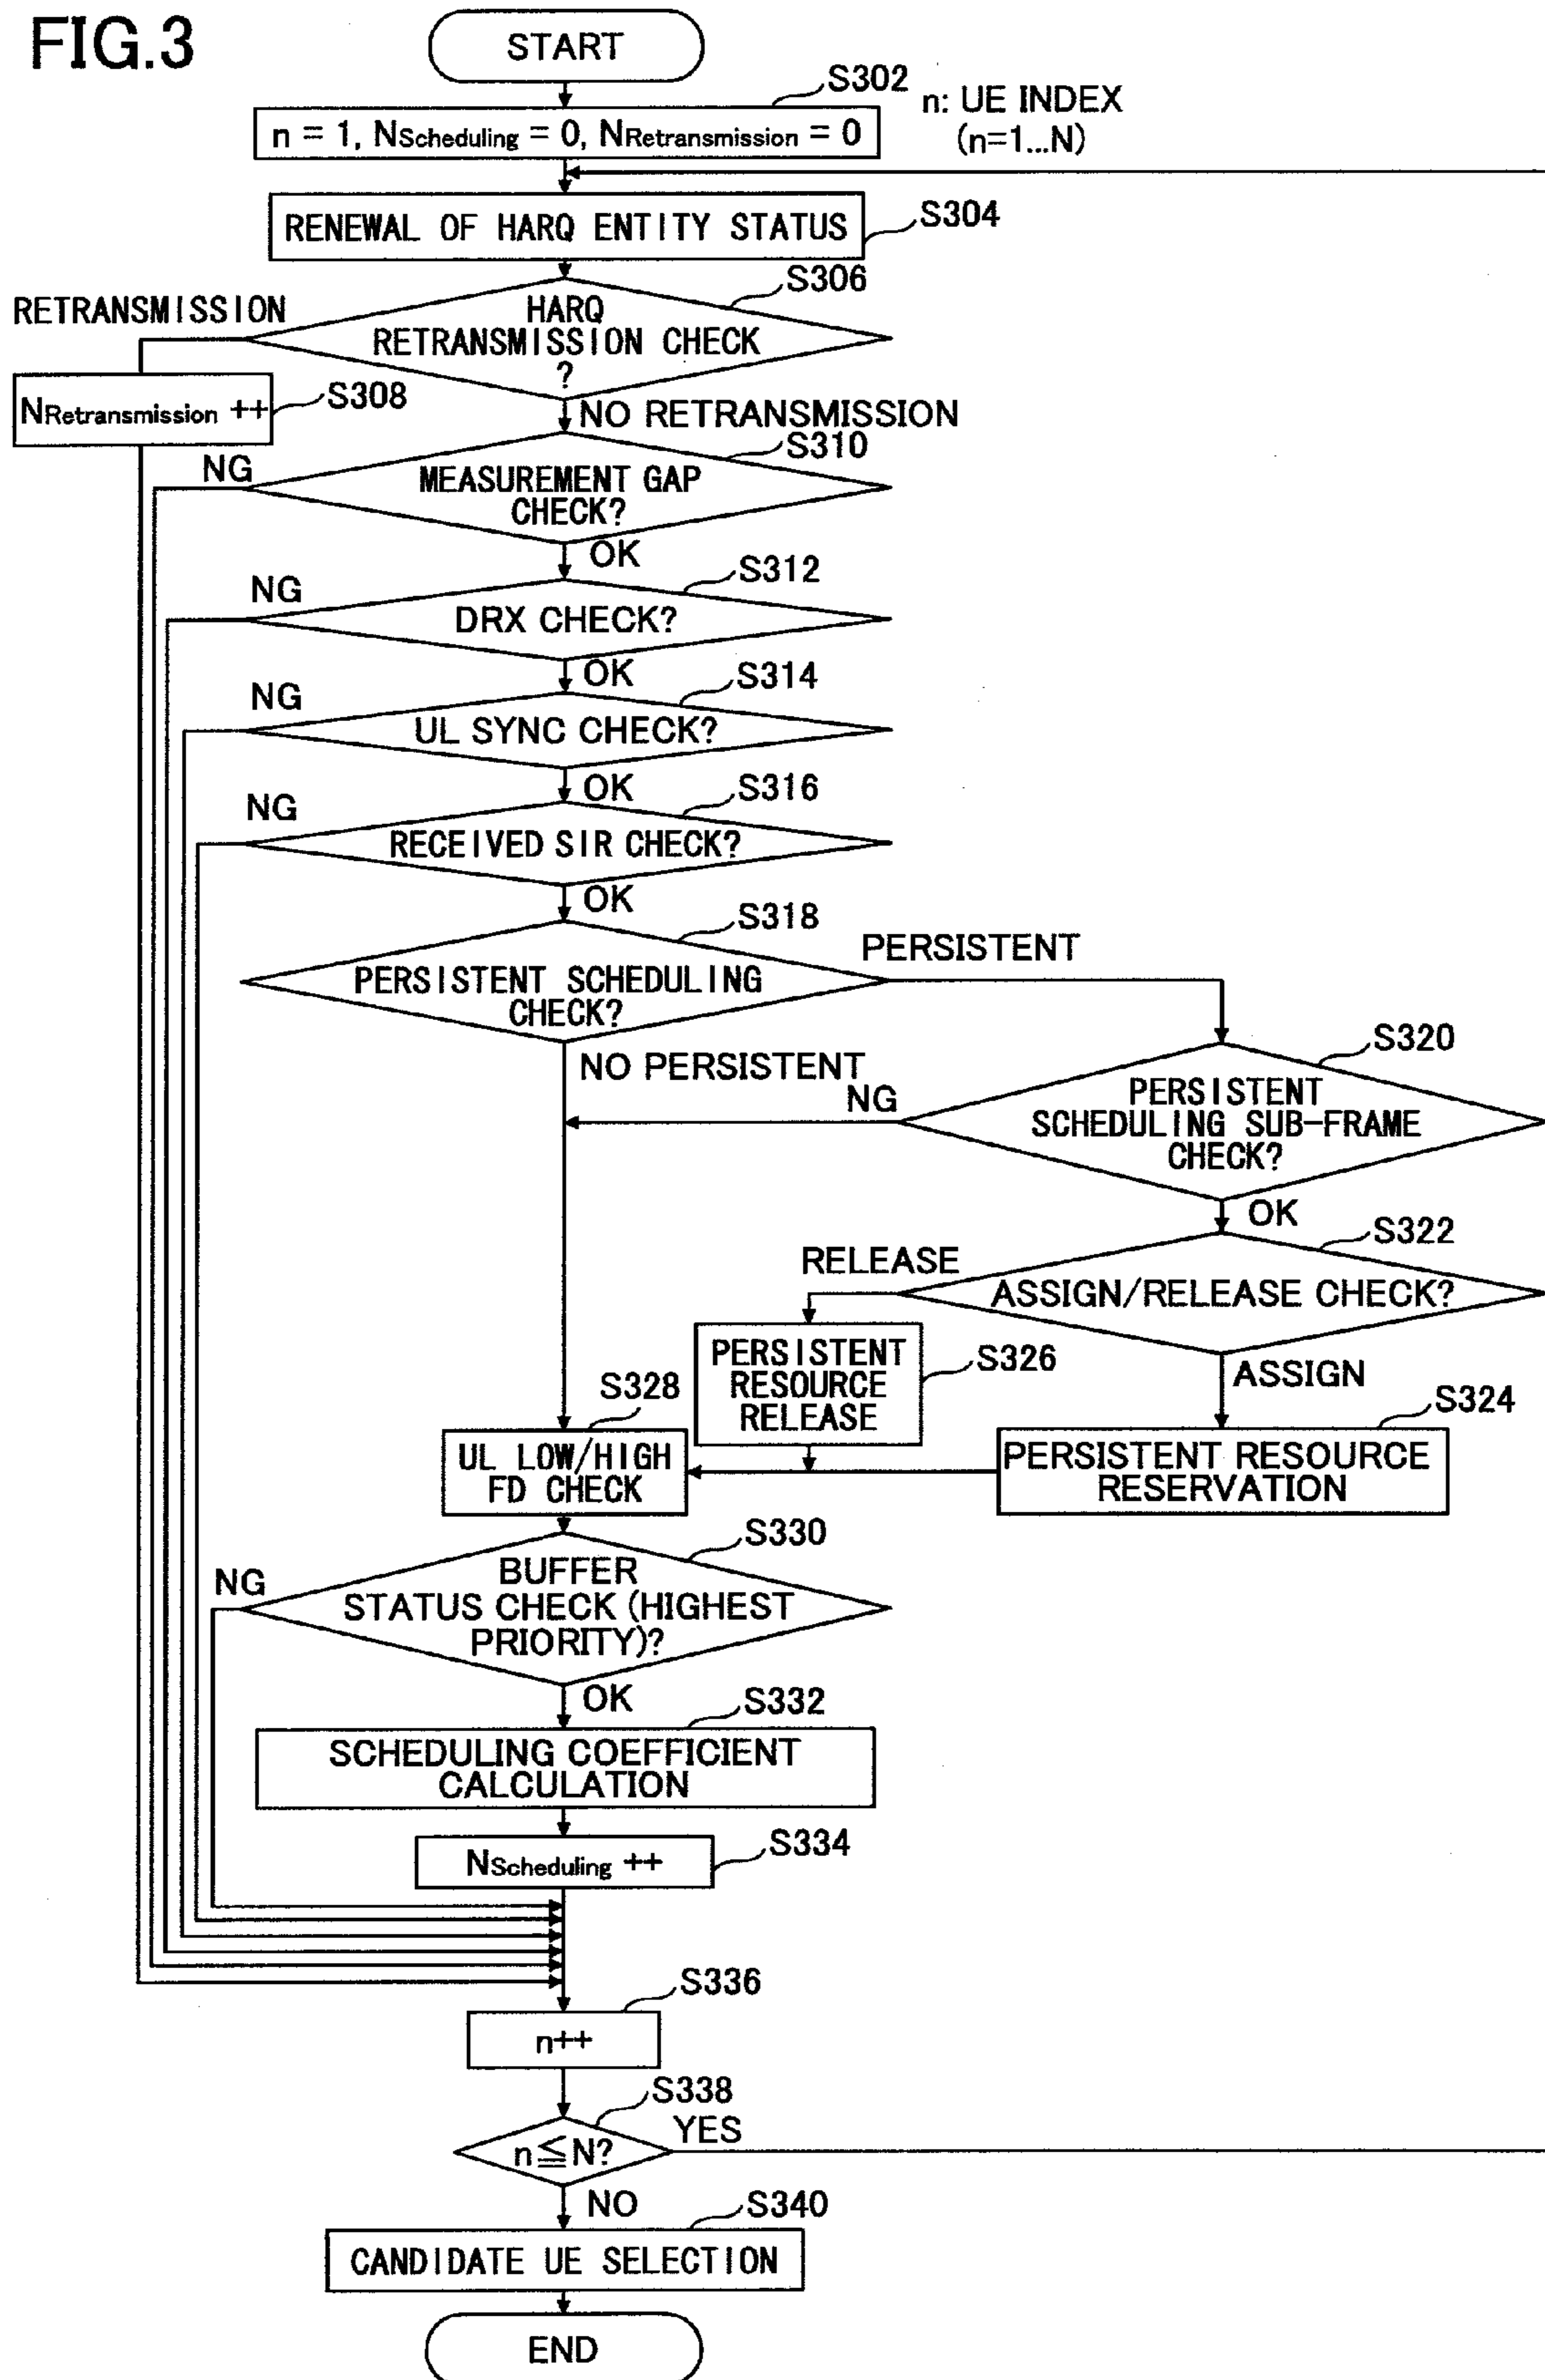 FIG.3
START
S302
n = 1, NScheduling = 0, NRetransmission = 0
n: UE INDEX
(n=1...N)
RENEWAL OF HARQ ENTITY STATUS
S304
S306
RETRANSMISSION
HARQ
RETRANSMISSION CHECK
?
NRetransmission ++
S308
NO RETRANSMISSION
S310
NG
MEASUREMENT GAP
CHECK?
OK
S312
NG
DRX CHECK?
OK
S314
NG
UL SYNC CHECK?
OK
S316
NG
RECEIVED SIR CHECK?
OK
S318
PERSISTENT
PERSISTENT SCHEDULING
CHECK?
S320
NO PERSISTENT
NG
PERSISTENT
SCHEDULING SUB-FRAME
CHECK?
OK
S322
RELEASE
ASSIGN/RELEASE CHECK?
PERSISTENT
RESOURCE
RELEASE
S326
ASSIGN
S328
S324
UL LOW/HIGH
FD CHECK
PERSISTENT RESOURCE
RESERVATION
S330
NG
BUFFER
STATUS CHECK (HIGHEST
PRIORITY)?
OK
S332
SCHEDULING COEFFICIENT
CALCULATION
S334
NScheduling ++
S336
n++
S338
n≦N?
YES
NO
S340
CANDIDATE UE SELECTION
END